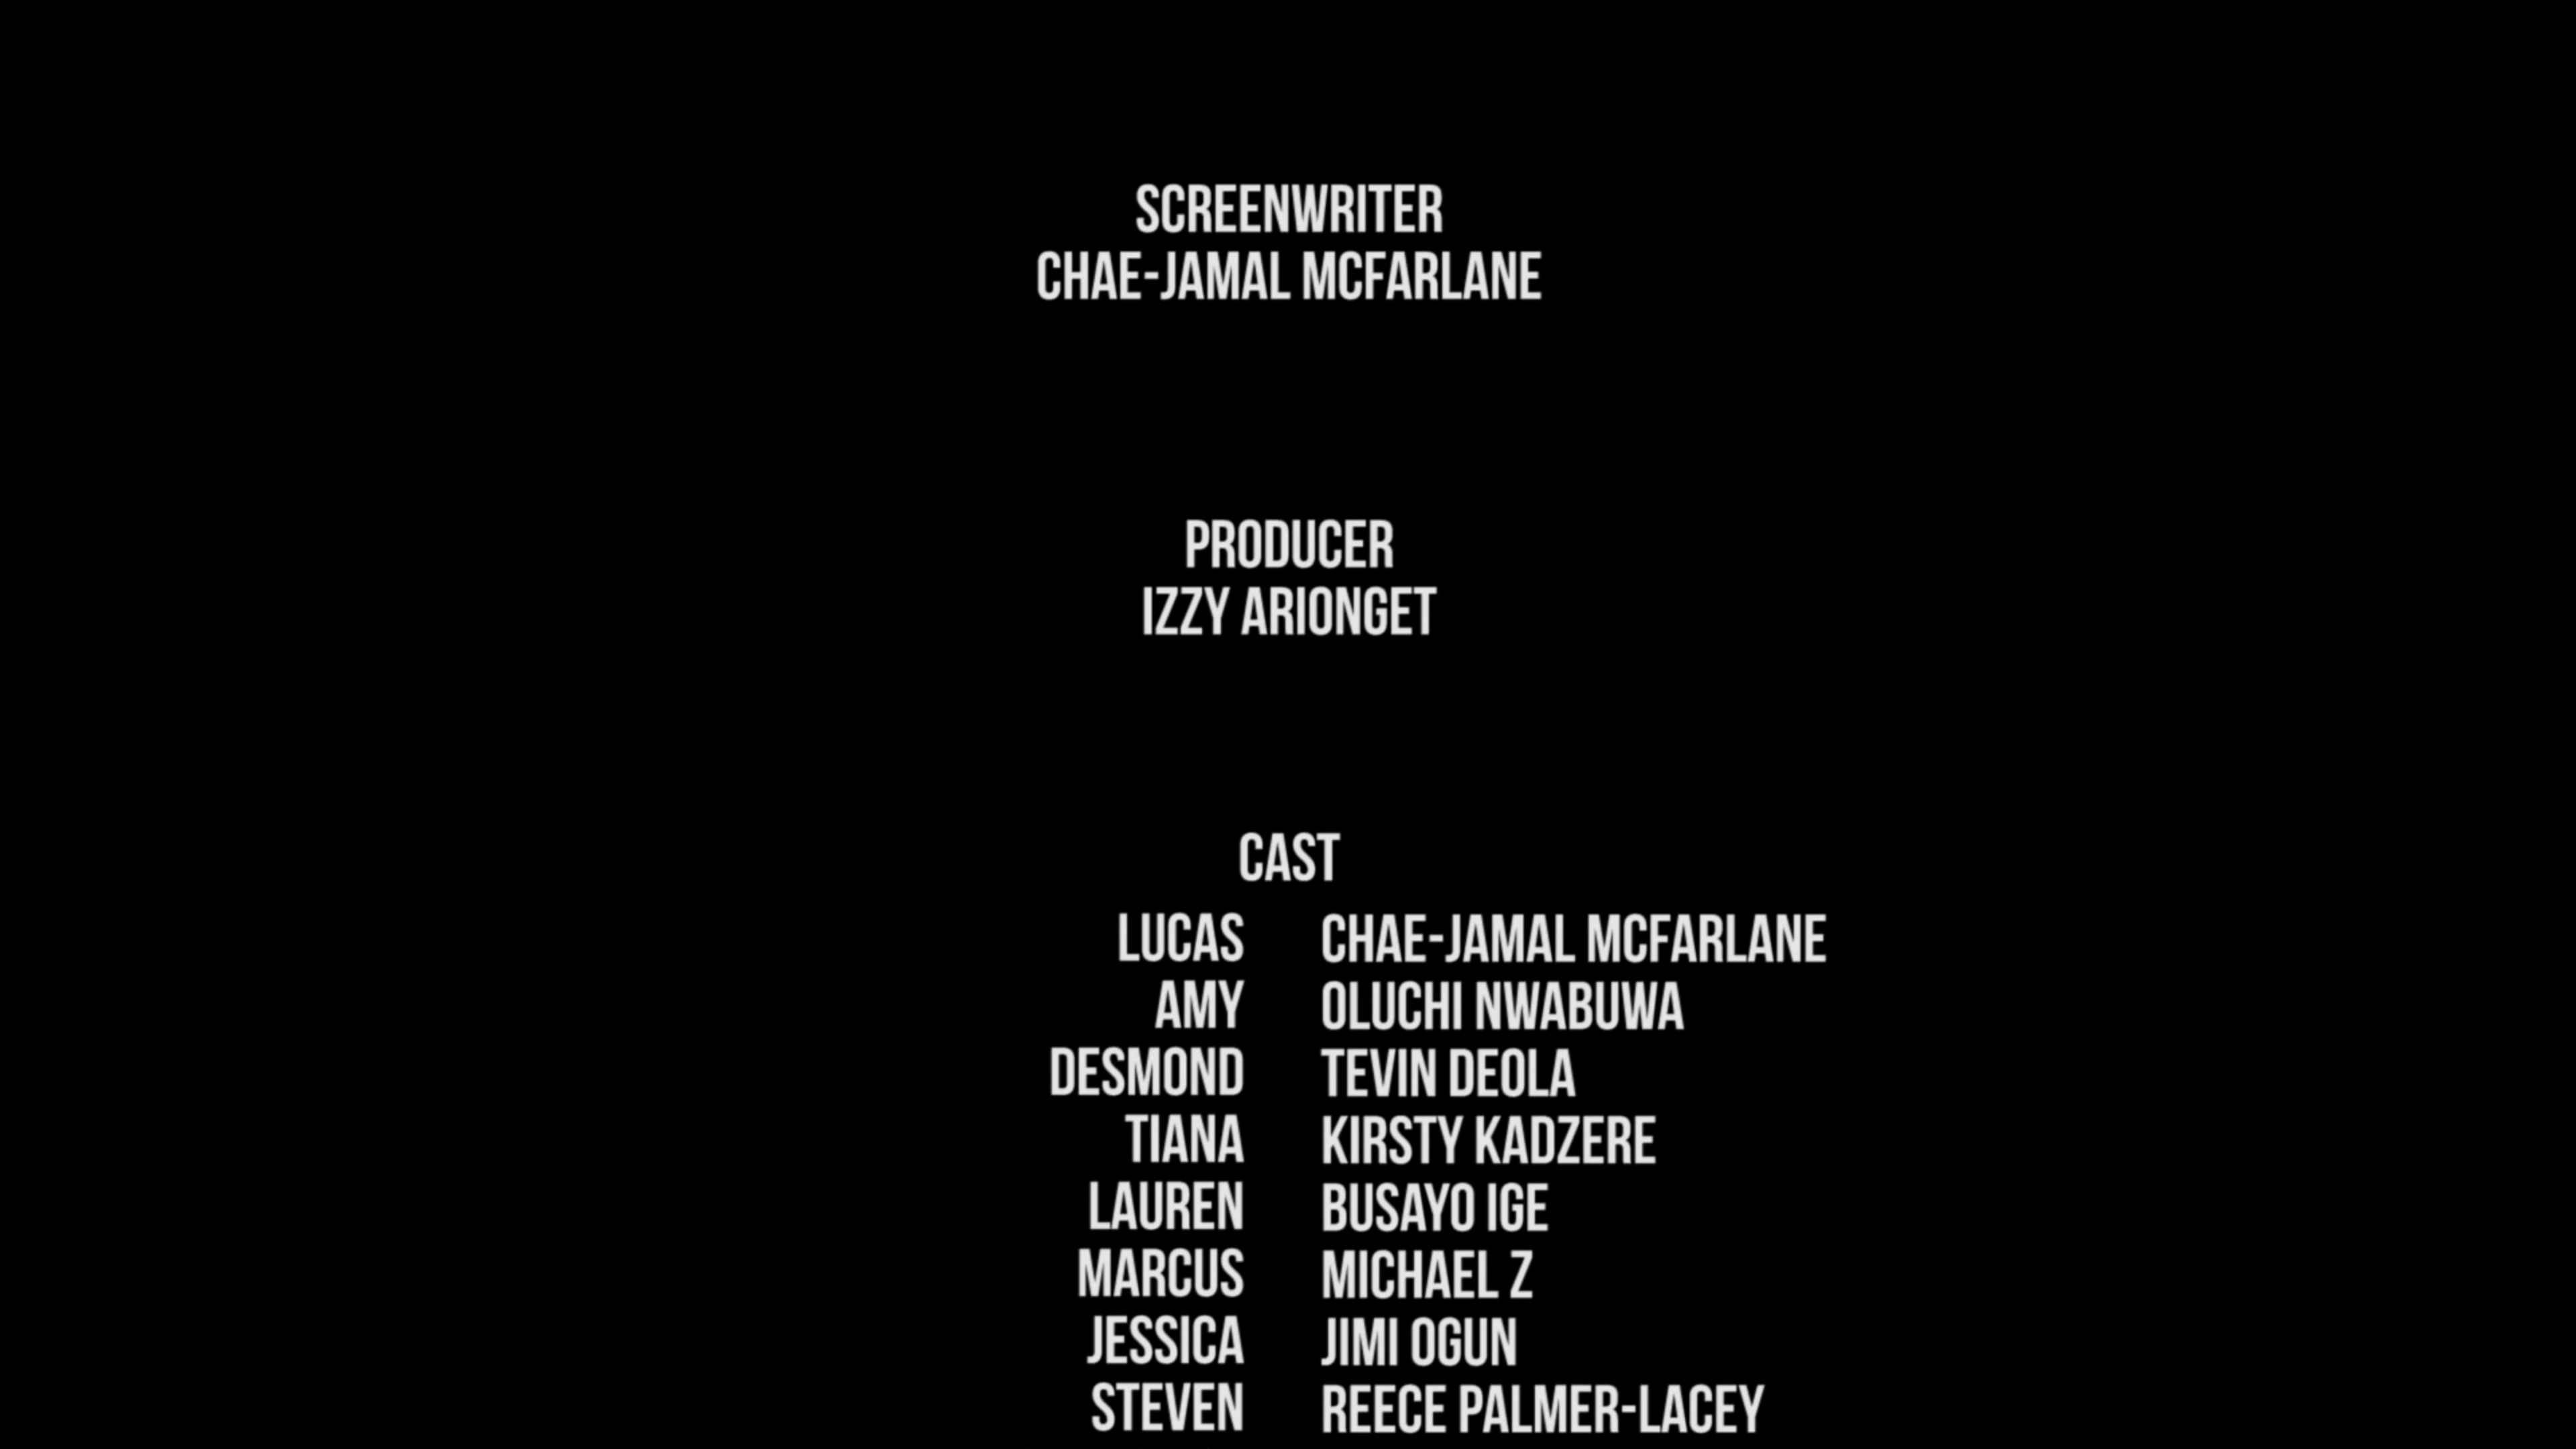 SCREENWRITER
CHAE-JAMAL MCFARLANE
PRODUCER
IZZY ARIONGET
CAST
LUCAS CHAE-JAMAL MCFARLANE
AMY OLUCHI NWABUWA
DESMOND TEVIN DEOLA
TIANA KIRSTY KADZERE
LAUREN BUSAYO IGE
MARCUS MICHAEL Z
JESSICA JIMI OGUN
STEVEN REECE PALMER-LACEY